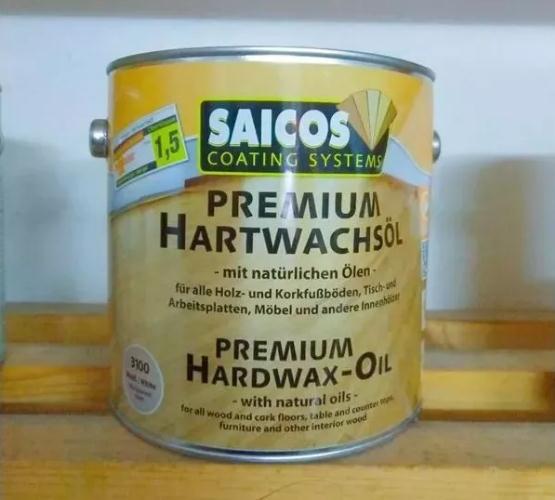 SAICOS
COATING SYSTEMS
1,5
PREMIUM
HARTWACHSÖL
- mit natürlichen Ölen -
für alle Holz- und Korkfußböden, Tisch- und
Arbeitsplatten, Möbel und andere Innenhölzer
3100
PREMIUM
HARDWAX-OIL
- with natural oils -
for all wood and cork floors, table and counter tops,
furniture and other interior wood